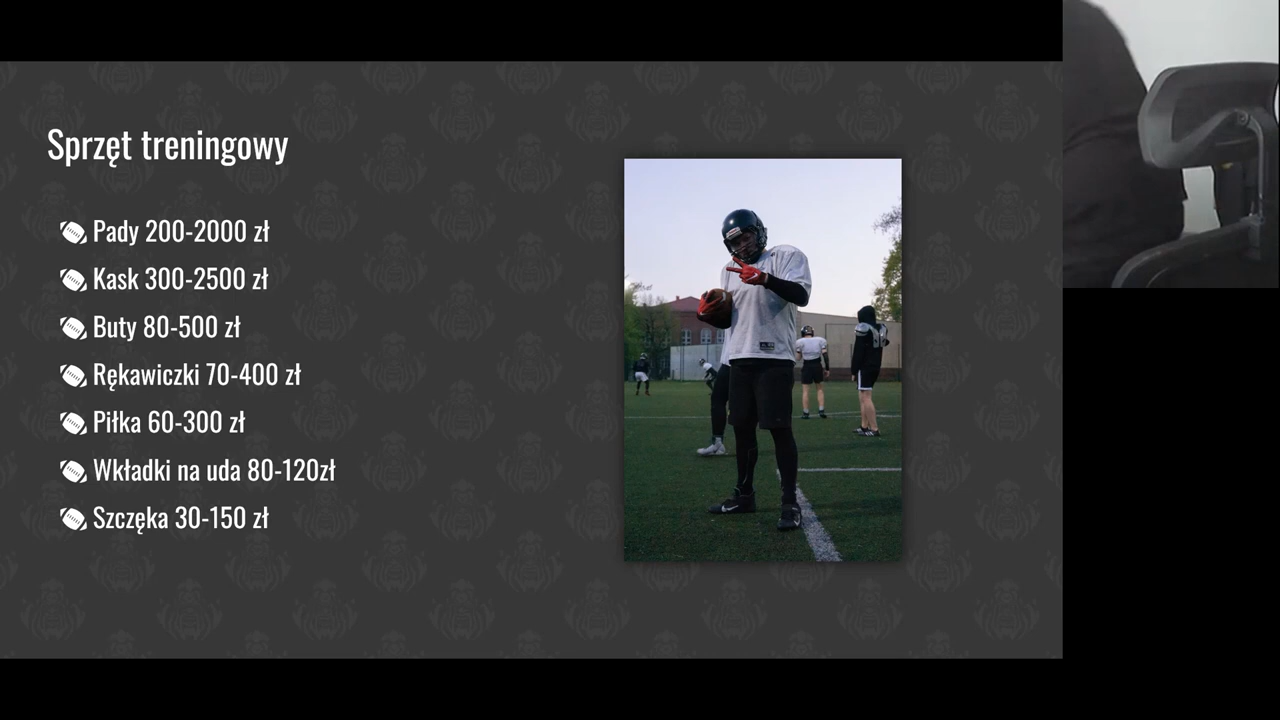 Sprzęt treningowy
Pady 200-2000 zł
Kask 300-2500 zł
Buty 80-500 zł
Rękawiczki 70-400 zł
Piłka 60-300 zł
Wkładki na uda 80-120zł
Szczęka 30-150 zł